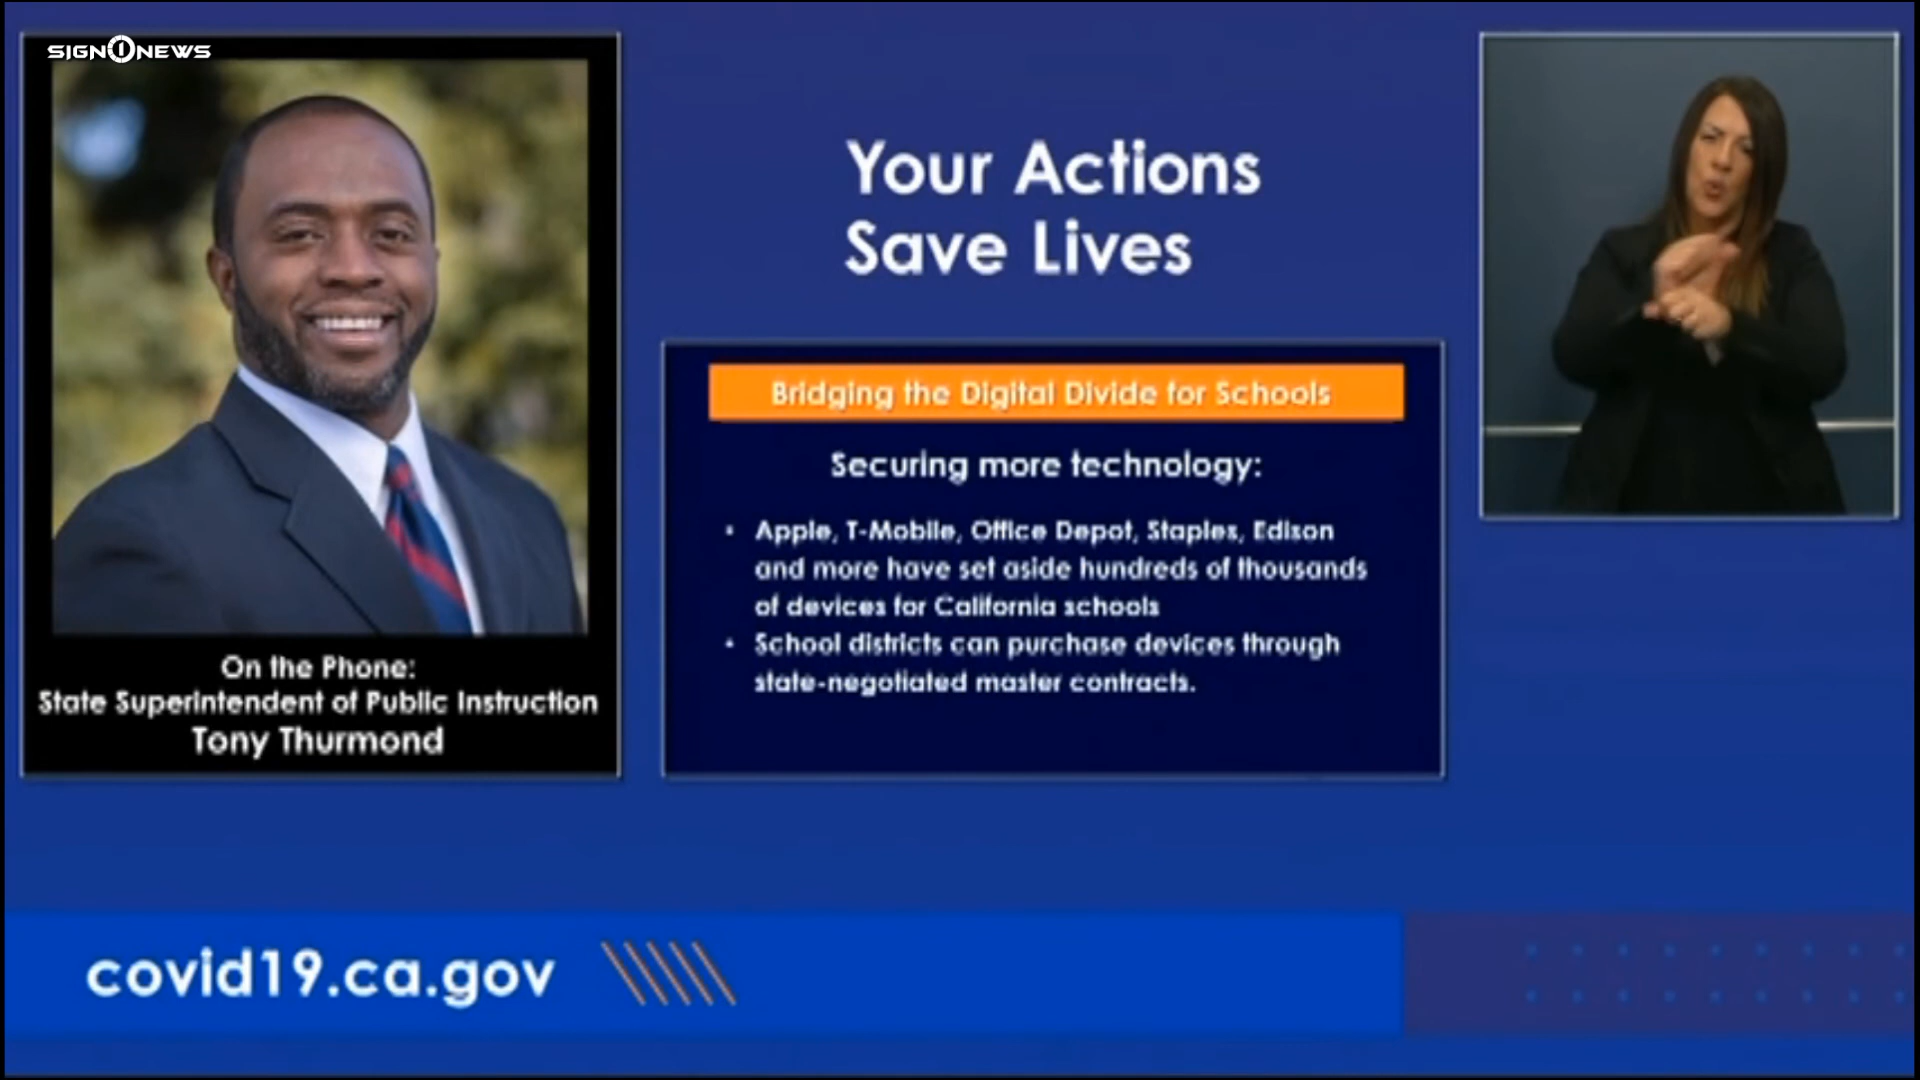 SIGN1NEWS
On the Phone:
State Superintendent of Public Instruction
Tony Thurmond
Your Actions
Save Lives
Bridging the Digital Divide for Schools
Securing more technology:
• Apple, T-Mobile, Office Depot, Staples, Edison
and more have set aside hundreds of thousands
of devices for California schools
• School districts can purchase devices through
state-negotiated master contracts.
covid19.ca.gov